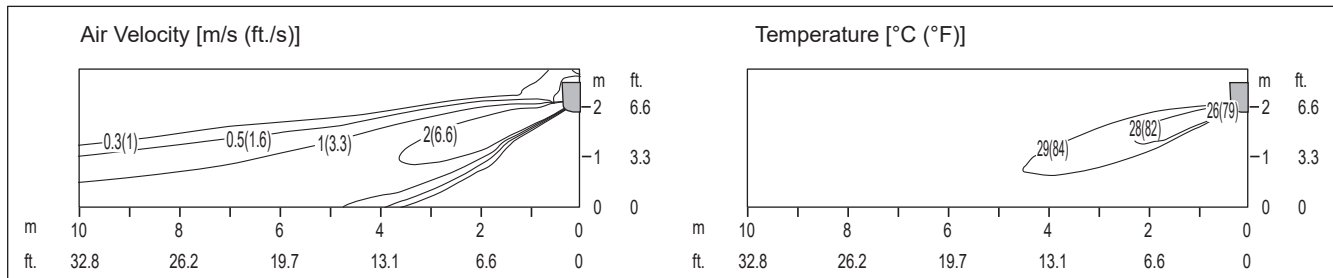 Air Velocity [m/s (ft./s)]
m ft.
2 6.6
1 3.3
0 0
0.3(1)
0.5(1.6)
1(3.3)
2(6.6)
m 10 8 6 4 2 0
ft. 32.8 26.2 19.7 13.1 6.6 0
Temperature [°C (°F)]
m ft.
2 6.6
1 3.3
0 0
26(79)
28(82)
29(84)
m 10 8 6 4 2 0
ft. 32.8 26.2 19.7 13.1 6.6 0